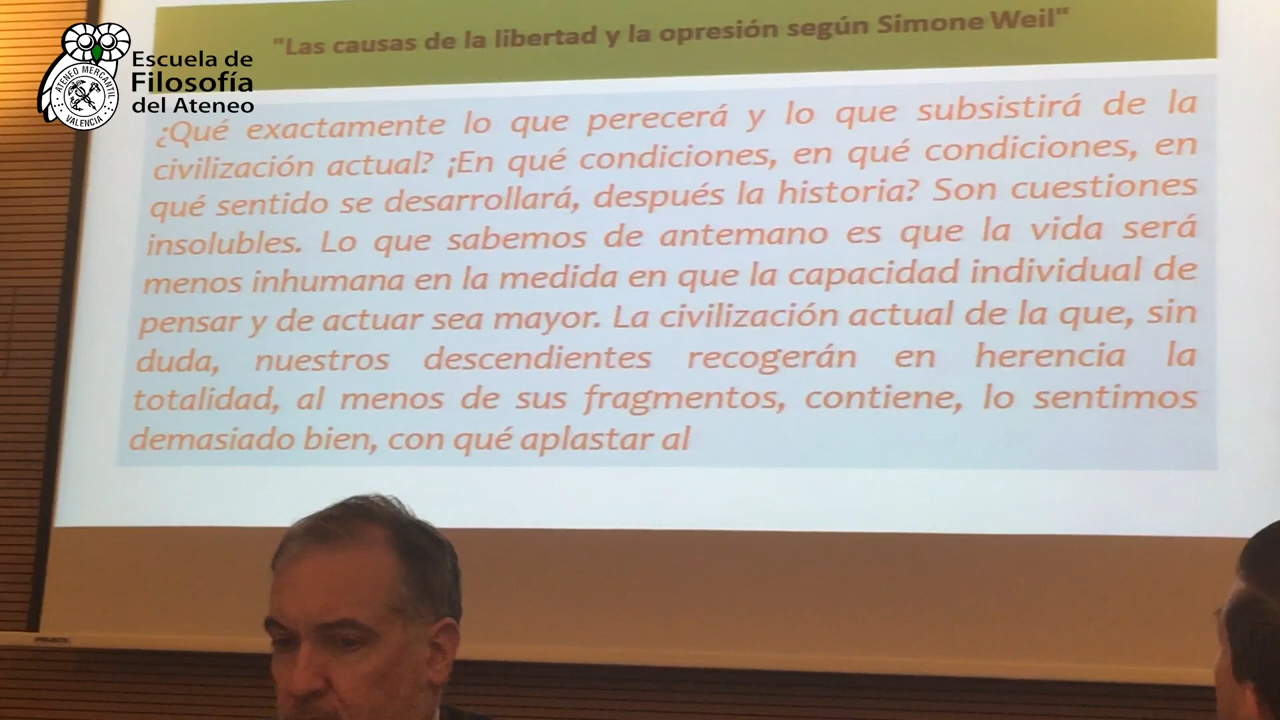 Escuela de
Filosofía
del Ateneo
ATENEO MERCANTIL
VALENCIA
"Las causas de la libertad y la opresión según Simone Weil"
¿Qué exactamente lo que perecerá y lo que subsistirá de la
civilización actual? ¡En qué condiciones, en qué condiciones, en
qué sentido se desarrollará, después la historia? Son cuestiones
insolubles. Lo que sabemos de antemano es que la vida será
menos inhumana en la medida en que la capacidad individual de
pensar y de actuar sea mayor. La civilización actual de la que, sin
duda, nuestros descendientes recogerán en herencia la
totalidad, al menos de sus fragmentos, contiene, lo sentimos
demasiado bien, con qué aplastar al